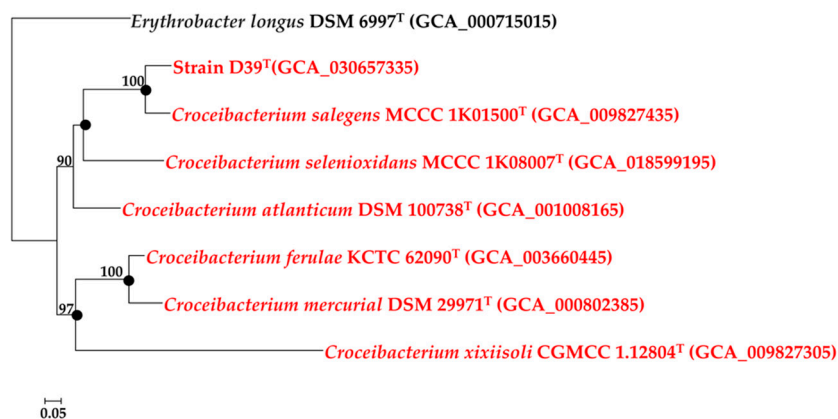 Erythrobacter longus DSM 6997ᵀ (GCA_000715015)
Strain D39ᵀ(GCA_030657335)
100
Croceibacterium salegens MCCC 1K01500ᵀ (GCA_009827435)
Croceibacterium selenioxidans MCCC 1K08007ᵀ (GCA_018599195)
90
Croceibacterium atlanticum DSM 100738ᵀ (GCA_001008165)
Croceibacterium ferulae KCTC 62090ᵀ (GCA_003660445)
100
Croceibacterium mercurial DSM 29971ᵀ (GCA_000802385)
97
Croceibacterium xixiisoli CGMCC 1.12804ᵀ (GCA_009827305)
0.05